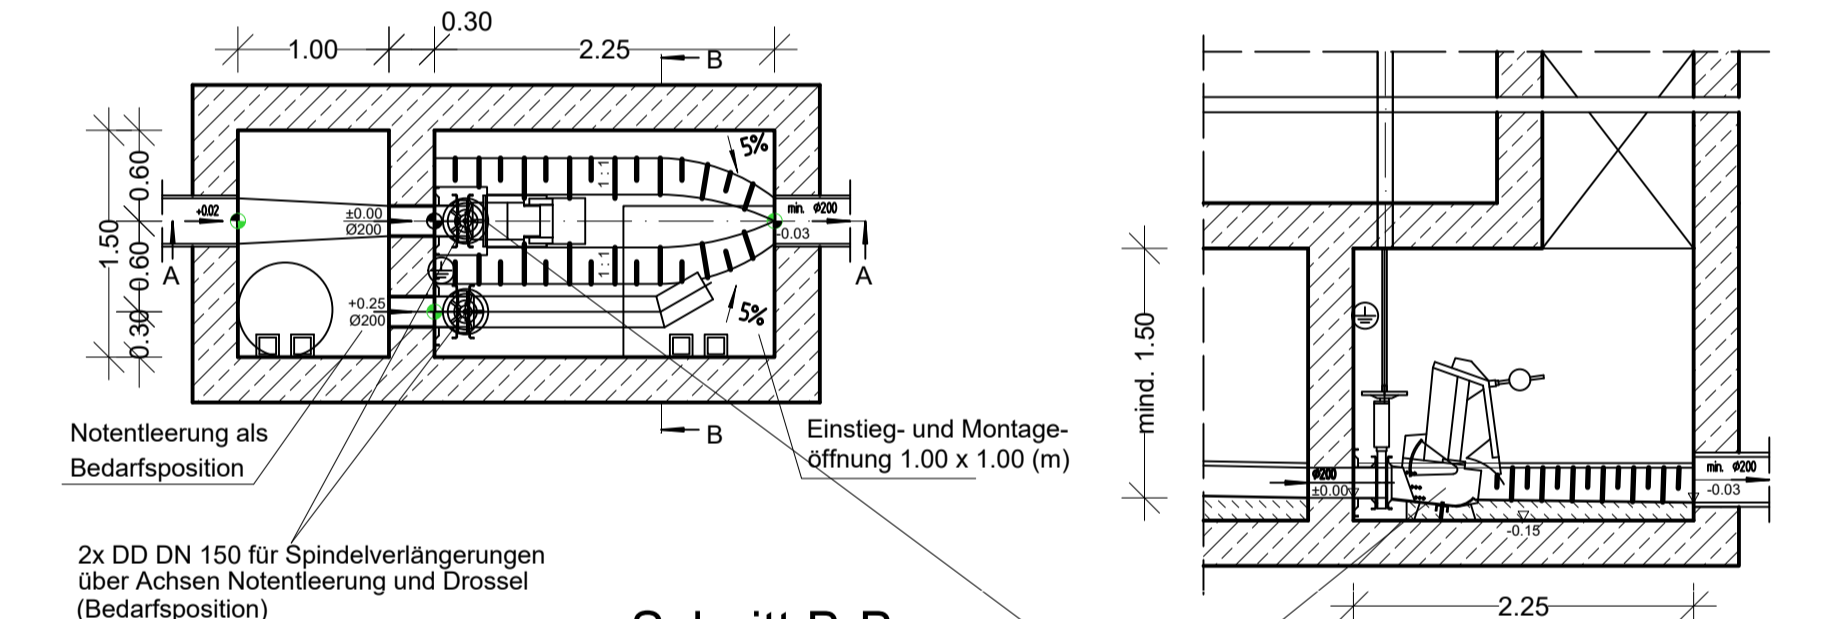 0.30
1.00
2.25
B
5%
0.60
1:1
+0.02
±0.00
Ø200
min. Ø200
-0.03
1.50
A
A
0.60
1:1
+0.25
Ø200
5%
0.30
B
Notentleerung als
Bedarfsposition
Einstieg- und Montage-
öffnung 1.00 x 1.00 (m)
2x DD DN 150 für Spindelverlängerungen
über Achsen Notentleerung und Drossel
(Bedarfsposition)
Schnitt B-B
mind. 1.50
Ø200
±0.00
min. Ø200
-0.03
-0.15
2.25